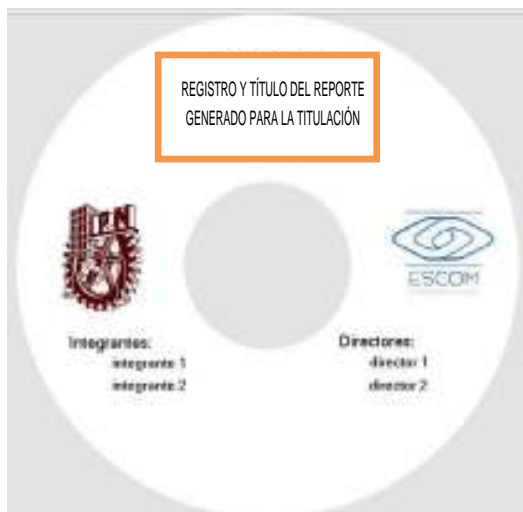 REGISTRO Y TÍTULO DEL REPORTE
GENERADO PARA LA TITULACIÓN
IPN
ESCOM
Integrantes:
integrante 1
integrante 2
Directores:
director 1
director 2